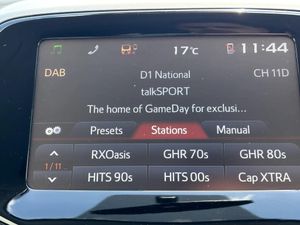 17°C 11:44
DAB D1 National CH 11D
talkSPORT
The home of GameDay for exclusi...
Presets Stations Manual
RXOasis GHR 70s GHR 80s
1/11
HITS 90s HITS 00s Cap XTRA